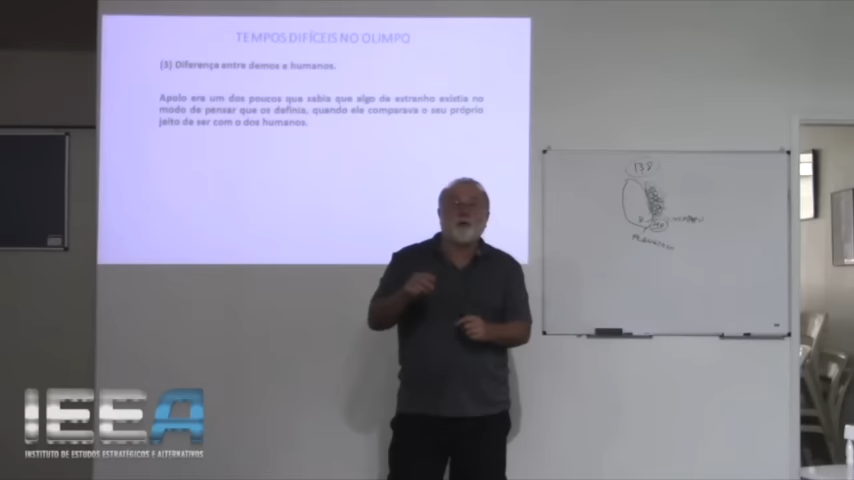 TEMPOS DIFÍCEIS NO OLIMPO
(3) Diferença entre demos e humanos.
Apolo era um dos poucos que sabia que algo de estranho existia no
modo de pensar que os definia, quando ele comparava o seu próprio
jeito de ser com o dos humanos.
138
IEEA
INSTITUTO DE ESTUDOS ESTRATÉGICOS E ALTERNATIVOS